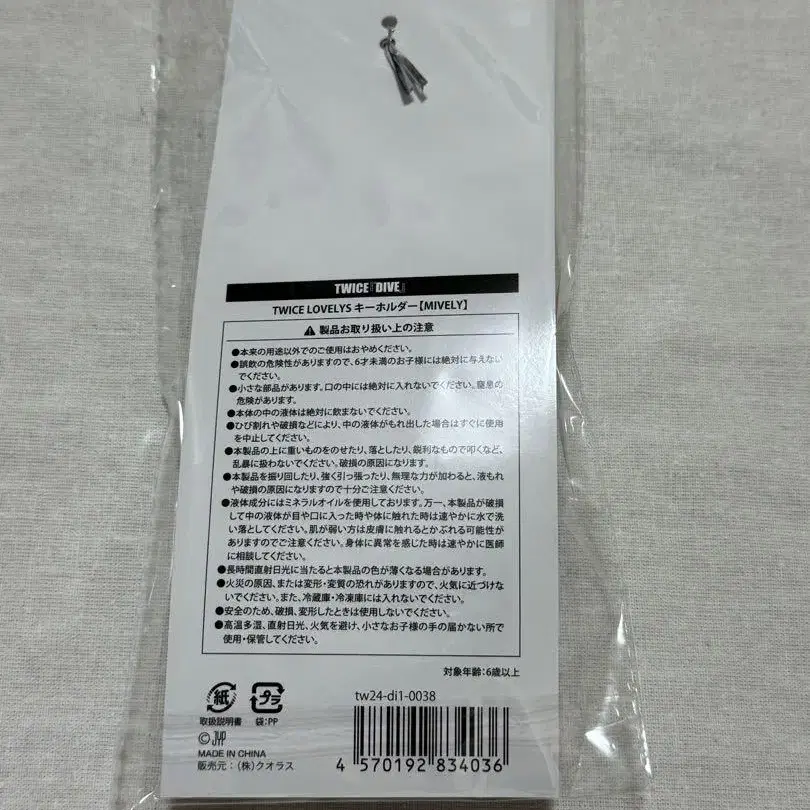 TWICE『DIVE』
TWICE LOVELYS キーホルダー【MIVELY】
⚠ 製品お取り扱い上の注意
●本来の用途以外でのご使用はおやめください。
●誤飲の危険性がありますので、6才未満のお子様には絶対に与えない
でください。
●小さな部品があります。口の中には絶対に入れないでください。窒息の
危険があります。
●本体の中の液体は絶対に飲まないでください。
●ひび割れや破損などにより、中の液体がもれ出した場合はすぐに使用
を中止してください。
●本製品の上に重いものをのせたり、落としたり、鋭利なもので叩くなど、
乱暴に扱わないでください。破損の原因になります。
●本製品を振り回したり、強く引っ張ったり、無理な力が加わると、液もれ
や破損の原因になりますので十分ご注意ください。
●液体成分にはミネラルオイルを使用しております。万一、本製品が破損
して中の液体が目や口に入った時や体に触れた時は速やかに水で洗
い落としてください。肌が弱い方は皮膚に触れるとかぶれる可能性が
ありますのでご注意ください。身体に異常を感じた時は速やかに医師
に相談してください。
●長時間直射日光に当たると本製品の色が薄くなる場合があります。
●火災の原因、または変形・変質の恐れがありますので、火気に近づけな
いでください。また、冷蔵庫・冷凍庫には入れないでください。
●安全のため、破損、変形したときは使用しないでください。
●高温多湿、直射日光、火気を避け、小さなお子様の手の届かない所で
使用・保管してください。
対象年齢:6歳以上
紙 プラ tw24-di1-0038
取扱説明書 袋:PP
©JYP
MADE IN CHINA
販売元:(株)クオラス 4 570192 834036